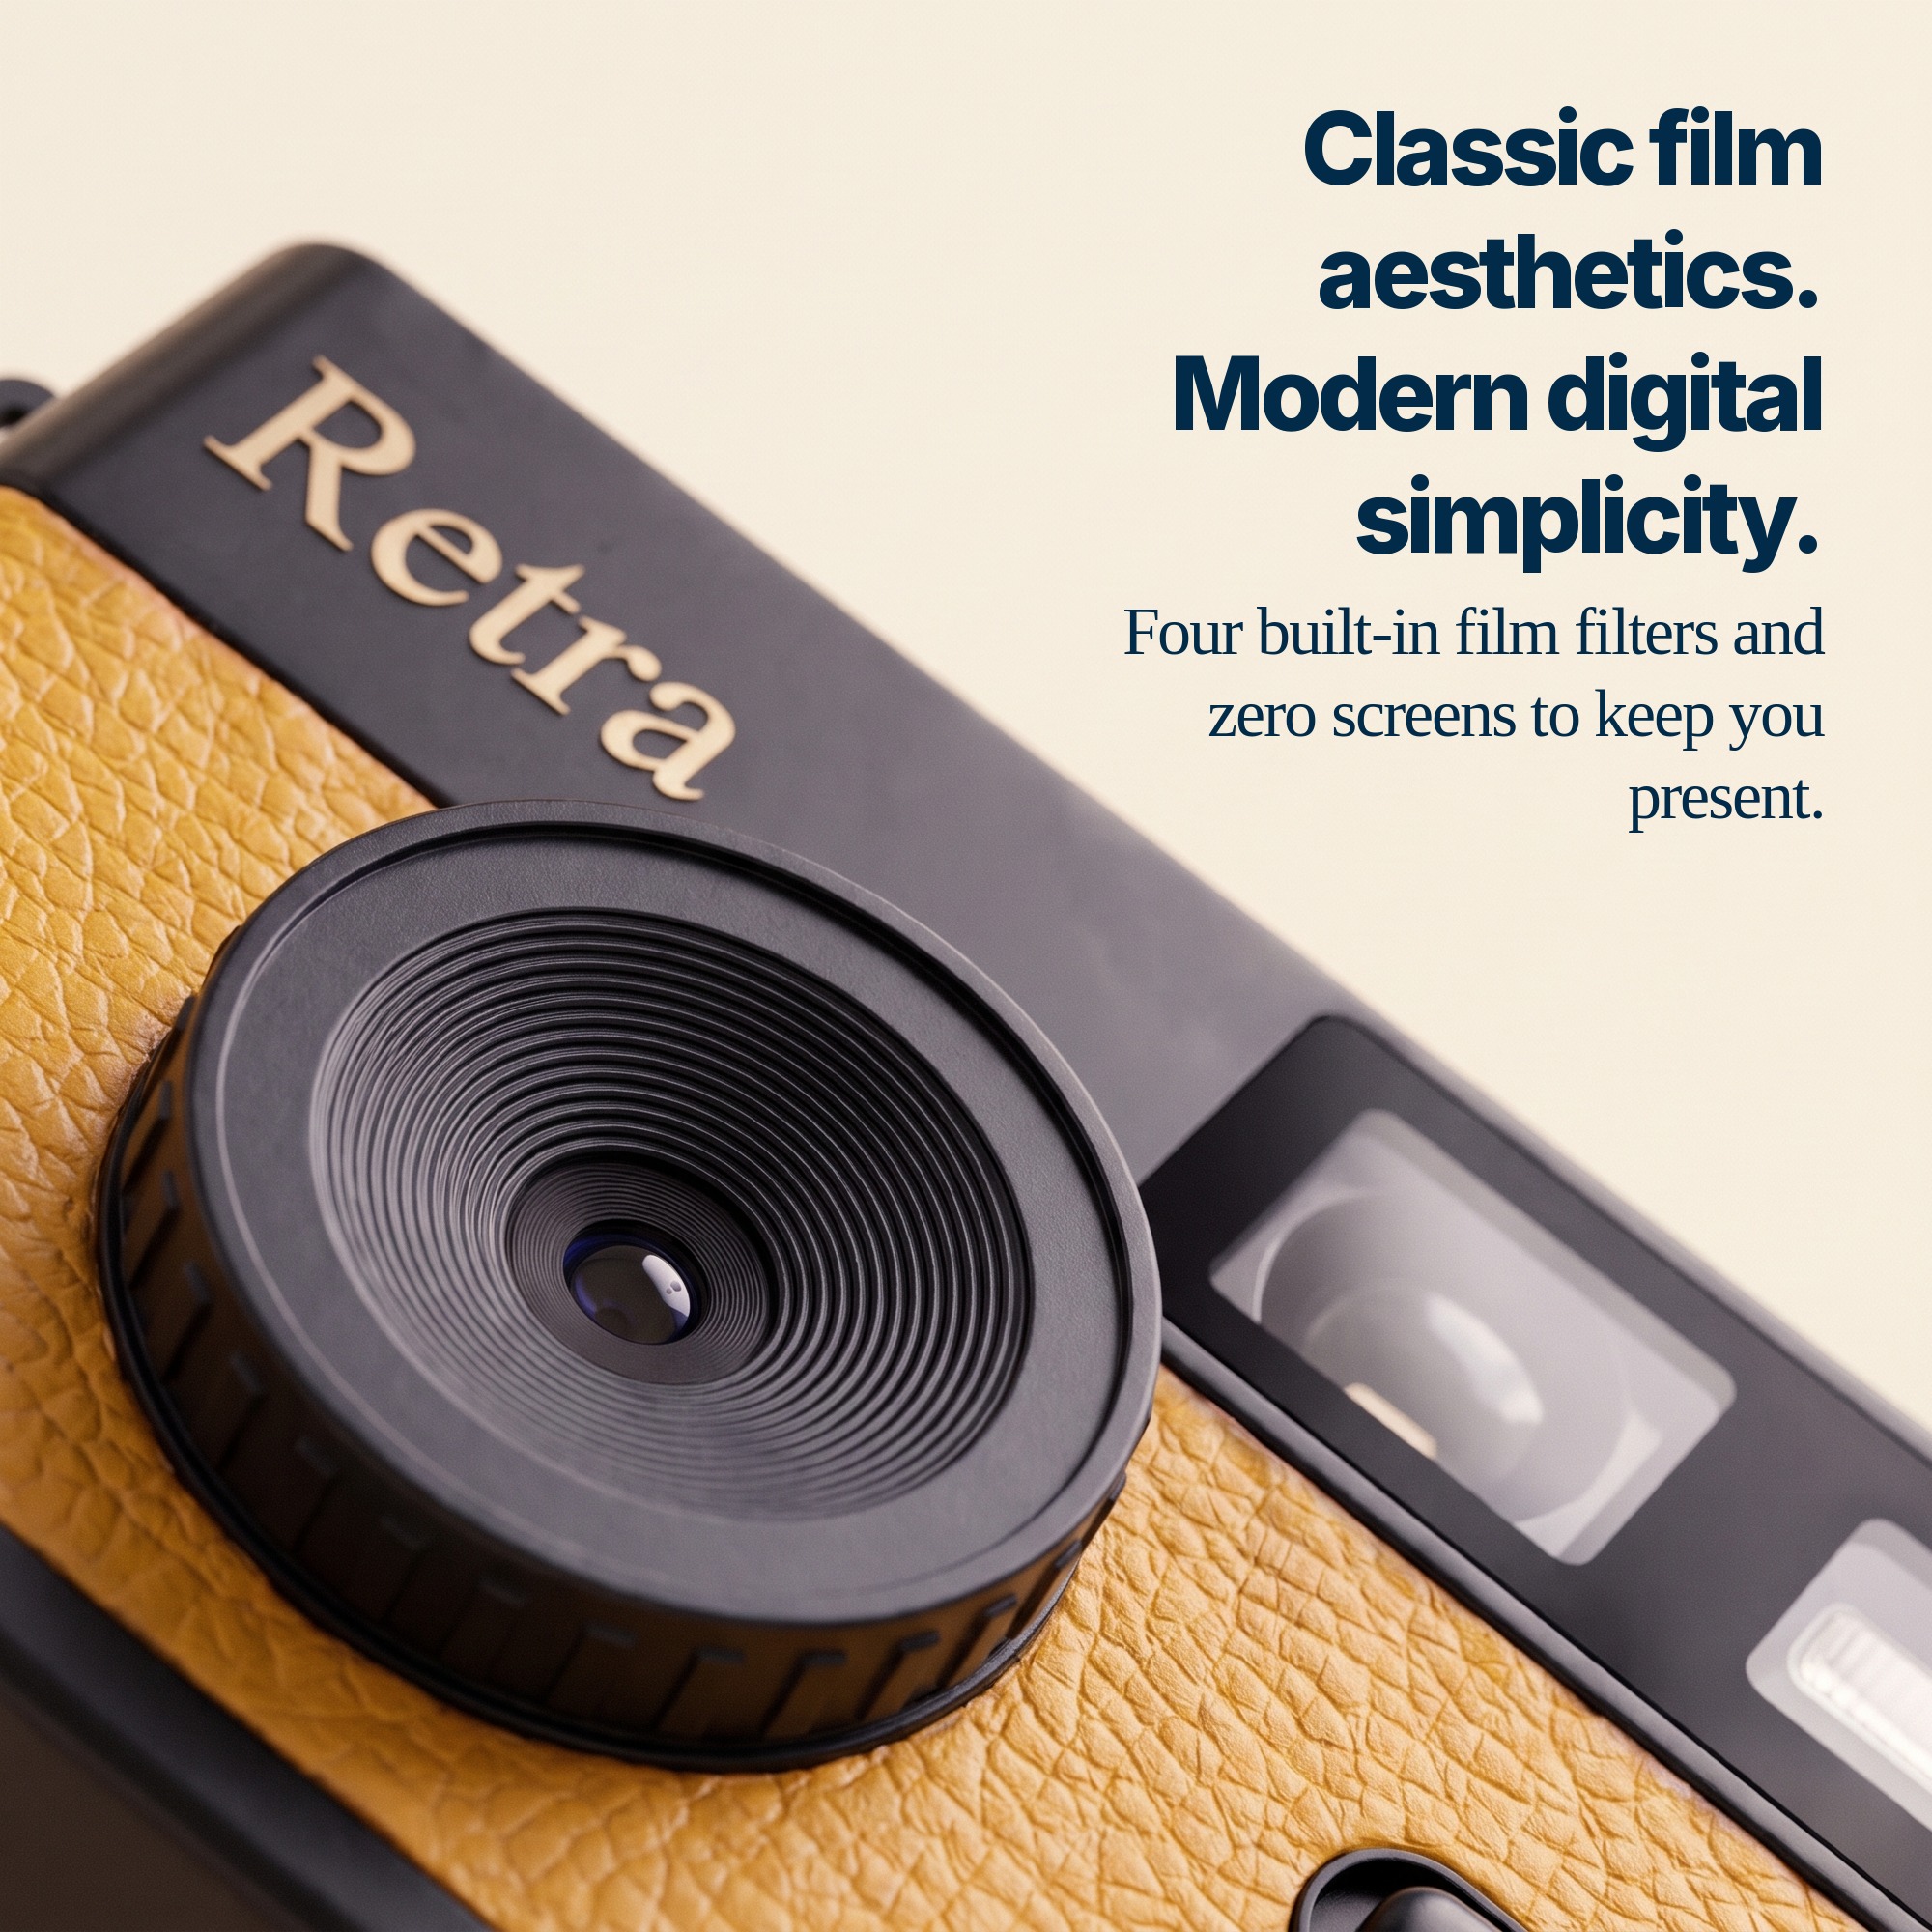 Classic film
aesthetics.
Modern digital
simplicity.
Four built-in film filters and
zero screens to keep you
present.
Retra